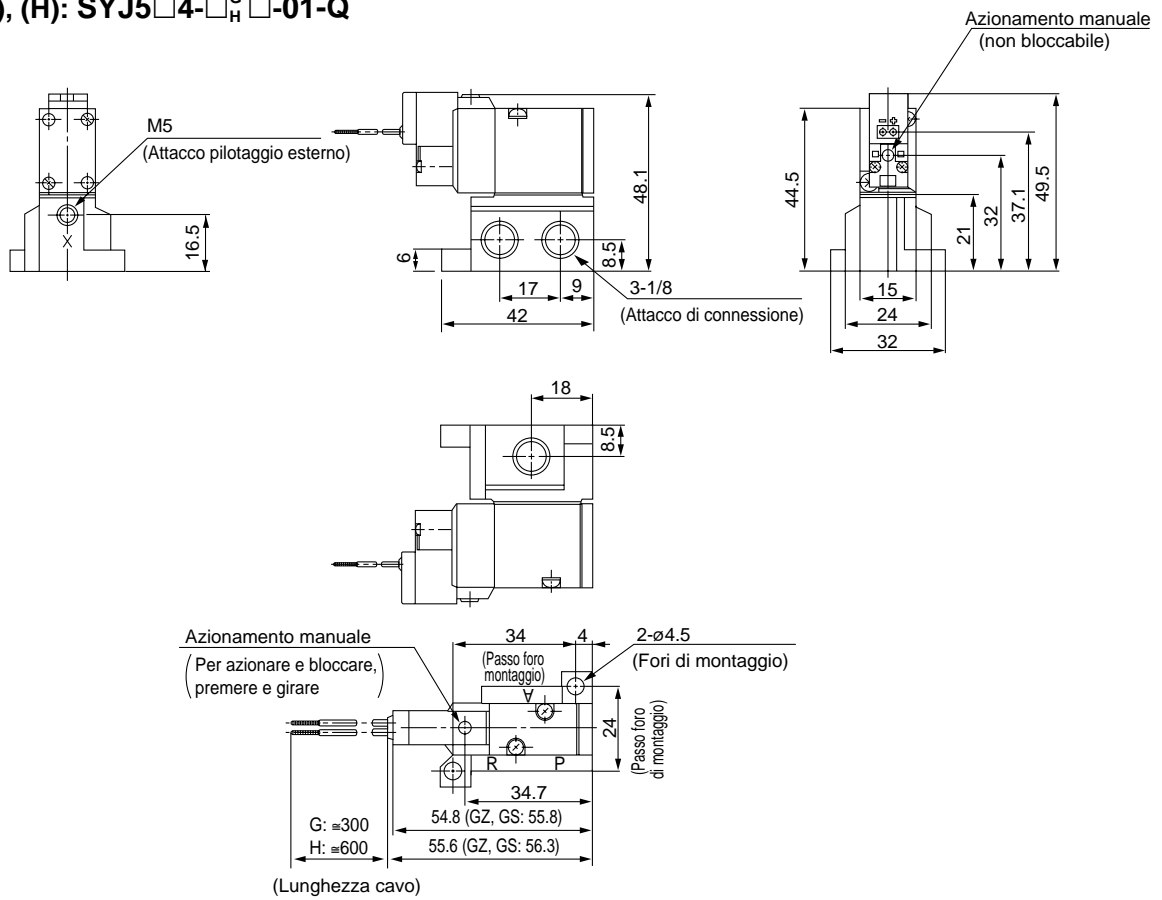 ), (H): SYJ5□4-□ H □-01-Q
Azionamento manuale
(non bloccabile)
M5
(Attacco pilotaggio esterno)
X
16.5
48.1
6
8.5
17
9
42
3-1/8
(Attacco di connessione)
44.5
21
32
37.1
49.5
15
24
32
18
8.5
Azionamento manuale
(Per azionare e bloccare,
premere e girare)
34
4
(Passo foro
montaggio)
2-ø4.5
(Fori di montaggio)
A
24
(Passo foro
di montaggio)
R
P
34.7
54.8 (GZ, GS: 55.8)
55.6 (GZ, GS: 56.3)
G: ≅300
H: ≅600
(Lunghezza cavo)